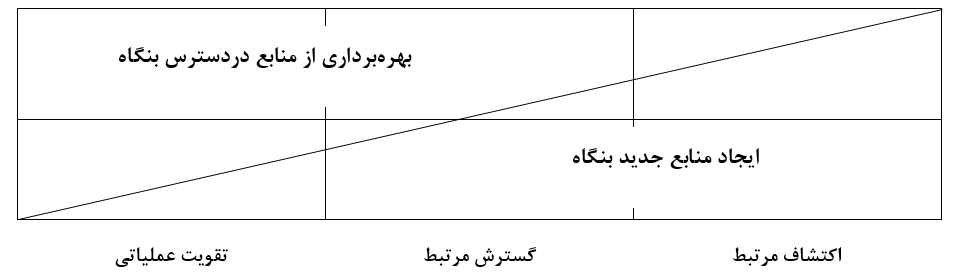 بهره‌برداری از منابع دردسترس بنگاه
ایجاد منابع جدید بنگاه
اکتشاف مرتبط
گسترش مرتبط
تقویت عملیاتی